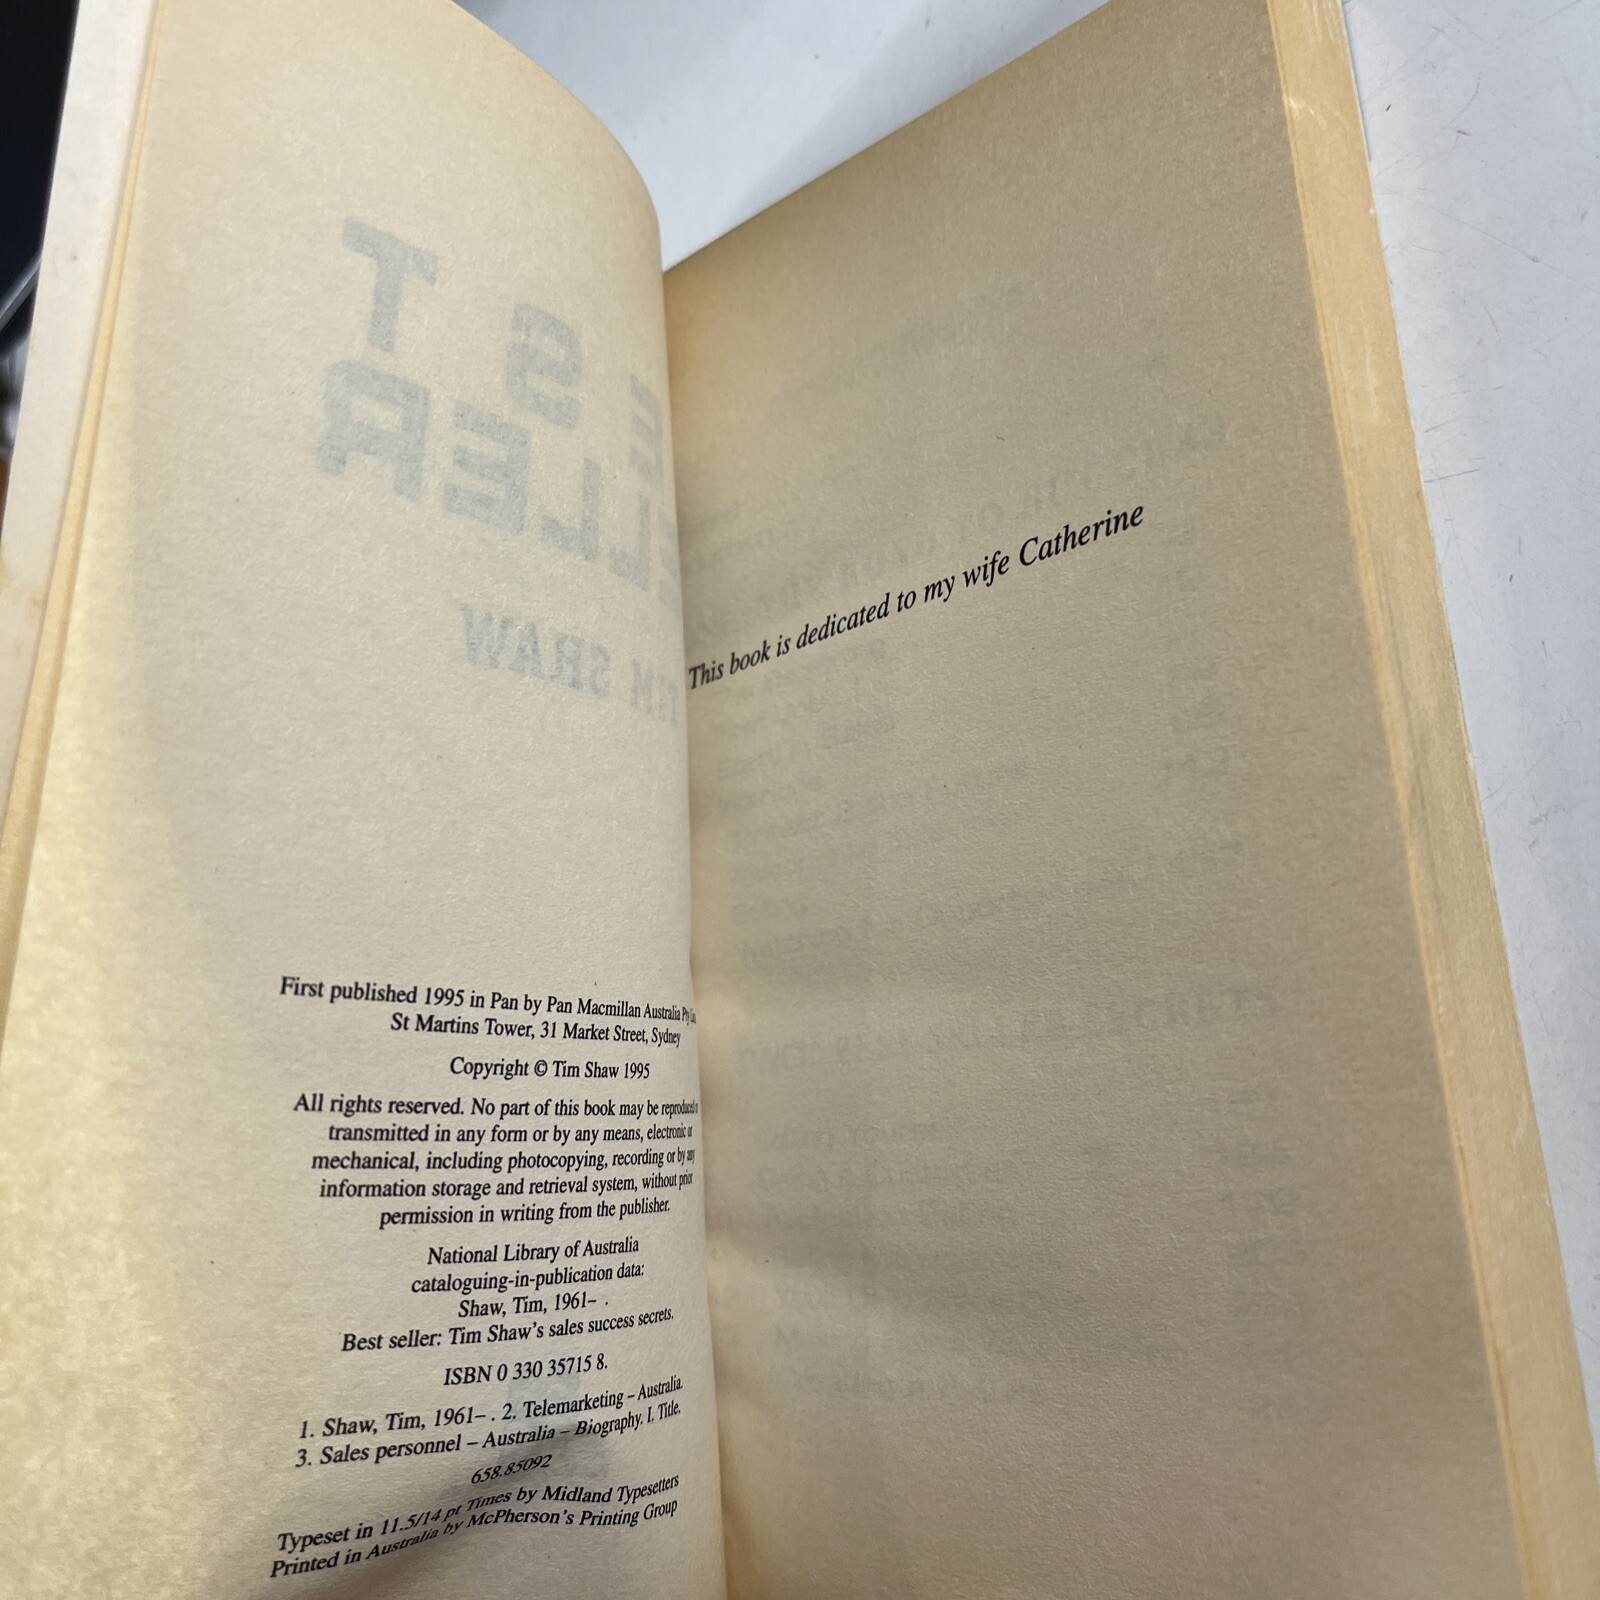 First published 1995 in Pan by Pan Macmillan Australia Pty
St Martins Tower, 31 Market Street, Sydney
Copyright © Tim Shaw 1995
All rights reserved. No part of this book may be reproduced or
transmitted in any form or by any means, electronic or
mechanical, including photocopying, recording or by any
information storage and retrieval system, without prior
permission in writing from the publisher.
National Library of Australia
cataloguing-in-publication data:
Shaw, Tim, 1961– .
Best seller: Tim Shaw's sales success secrets.
ISBN 0 330 35715 8.
1. Shaw, Tim, 1961– . 2. Telemarketing – Australia.
3. Sales personnel – Australia – Biography. I. Title.
658.85092
Typeset in 11.5/14 pt Times by Midland Typesetters
Printed in Australia by McPherson's Printing Group
This book is dedicated to my wife Catherine